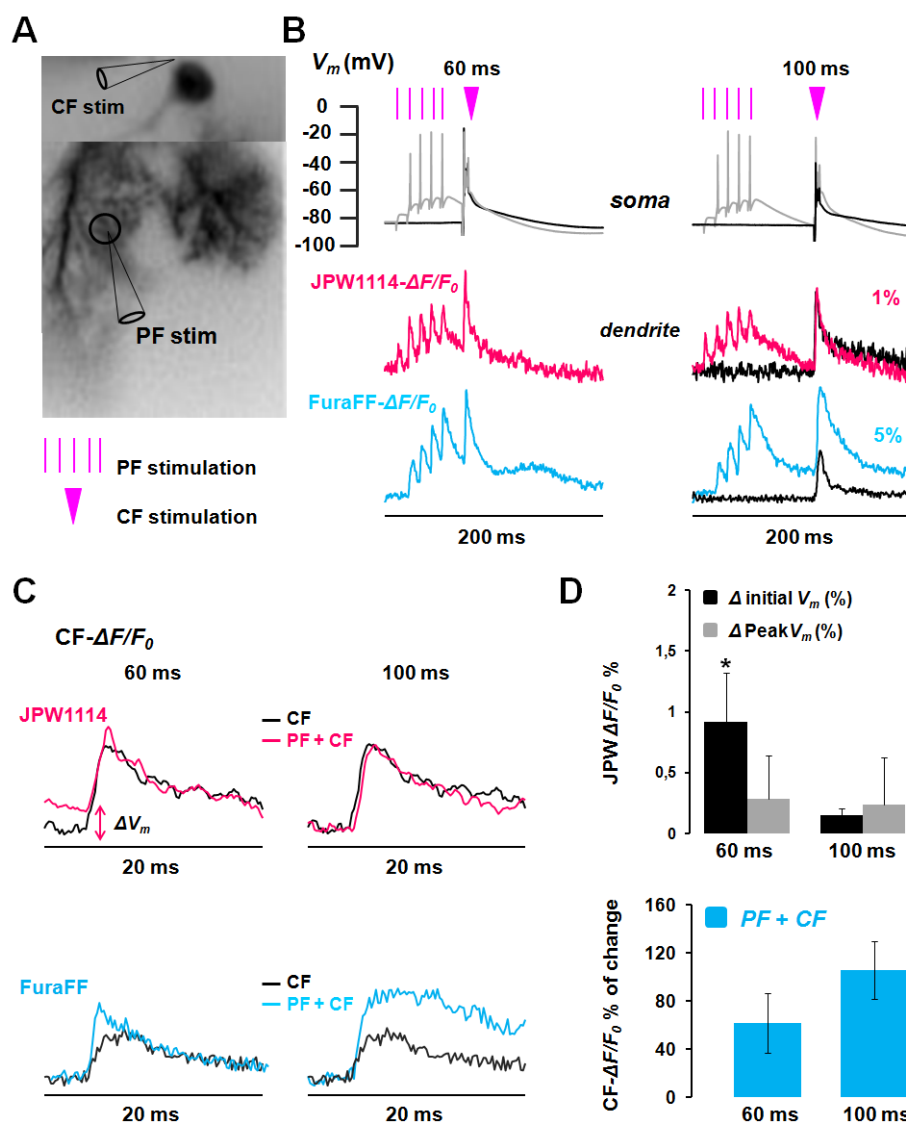 A
CF stim
PF stim
PF stimulation
CF stimulation
B
Vm (mV)
60 ms
100 ms
0
-20
-40
-60
-80
-100
soma
JPW1114-ΔF/F0
dendrite
1%
FuraFF-ΔF/F0
5%
200 ms
200 ms
C
CF-ΔF/F0
60 ms
100 ms
JPW1114
CF
PF + CF
ΔVm
20 ms
20 ms
FuraFF
CF
PF + CF
20 ms
20 ms
D
2
1,5
1
0,5
0
JPW ΔF/F0 %
Δ initial Vm (%)
Δ Peak Vm (%)
*
60 ms
100 ms
160
120
80
40
0
CF-ΔF/F0 % of change
PF + CF
60 ms
100 ms